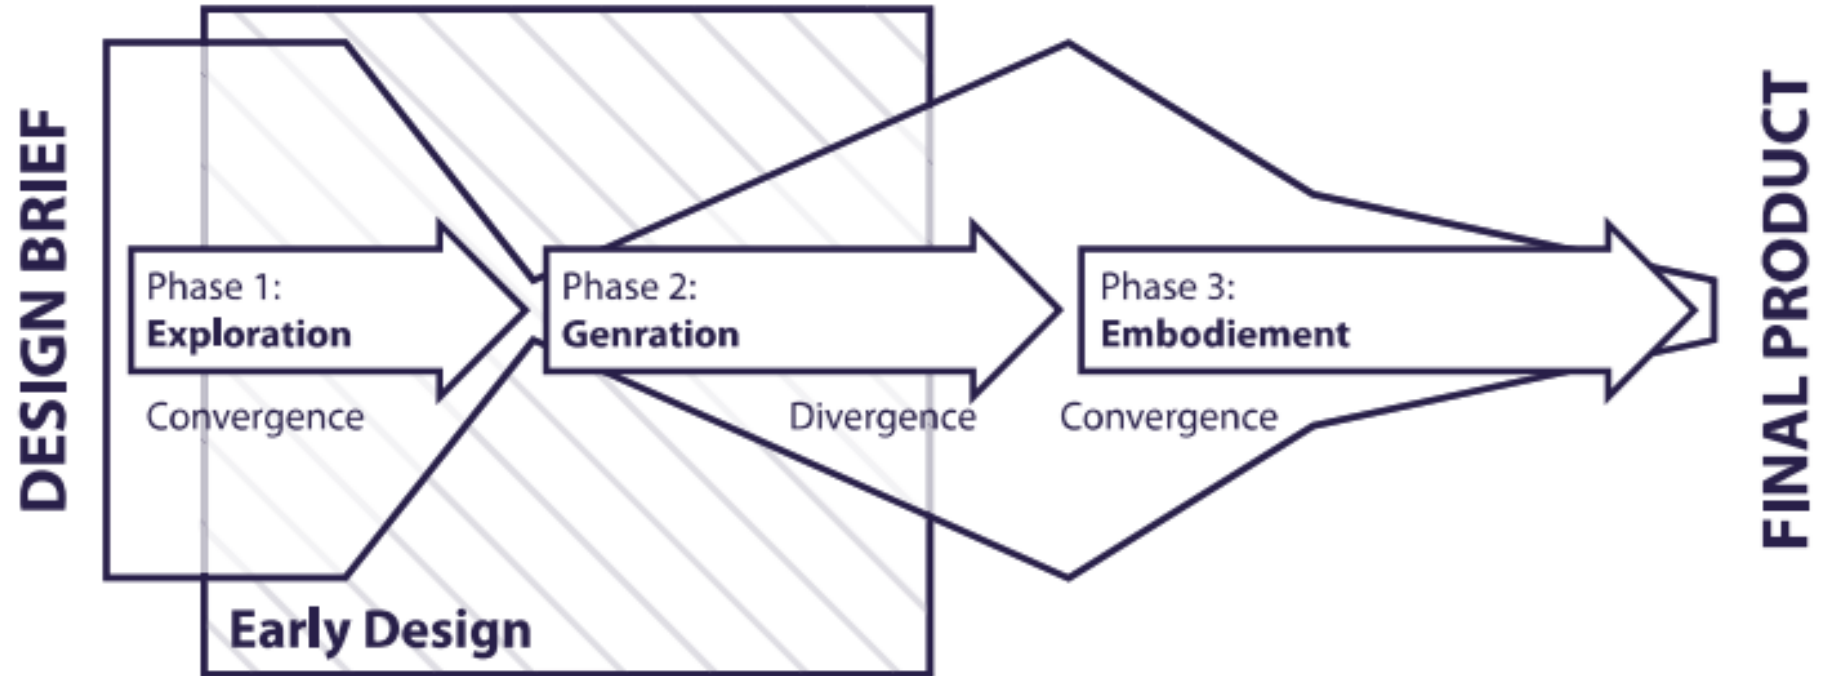 DESIGN BRIEF
Phase 1:
Exploration
Convergence
Phase 2:
Genration
Divergence
Phase 3:
Embodiement
Convergence
Early Design
FINAL PRODUCT